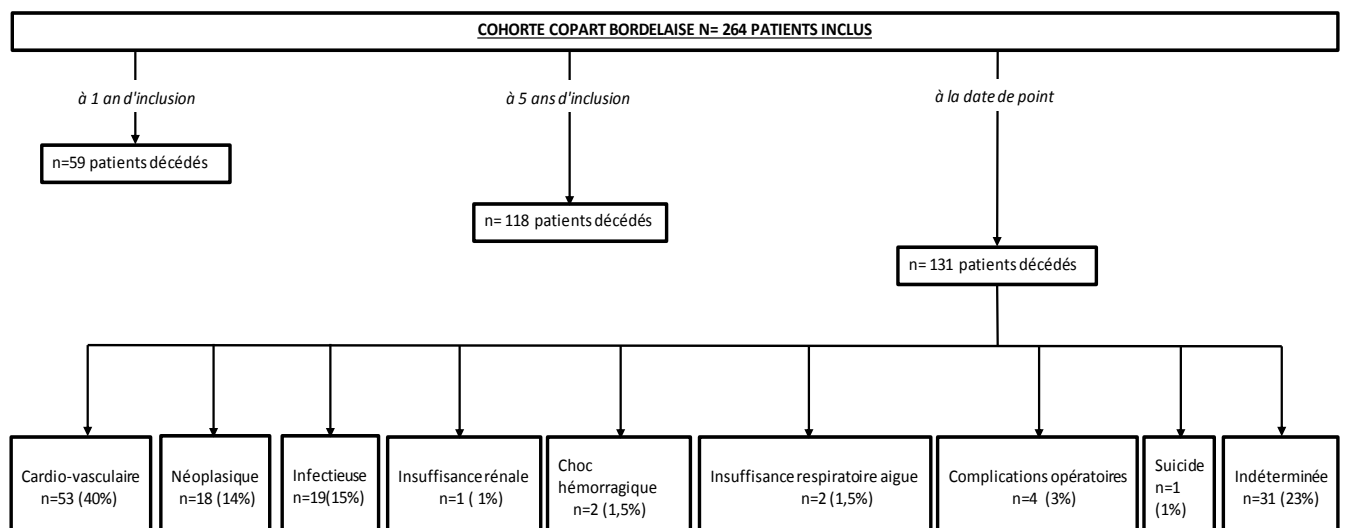 COHORTE COPART BORDELAISE N= 264 PATIENTS INCLUS
à 1 an d'inclusion
à 5 ans d'inclusion
à la date de point
n=59 patients décédés
n= 118 patients décédés
n= 131 patients décédés
Cardio-vasculaire
n=53 (40%)
Néoplasique
n=18 (14%)
Infectieuse
n=19(15%)
Insuffisance rénale
n=1 ( 1%)
Choc
hémorragique
n=2 (1,5%)
Insuffisance respiratoire aigue
n=2 (1,5%)
Complications opératoires
n=4 (3%)
Suicide
n=1
(1%)
Indéterminée
n=31 (23%)